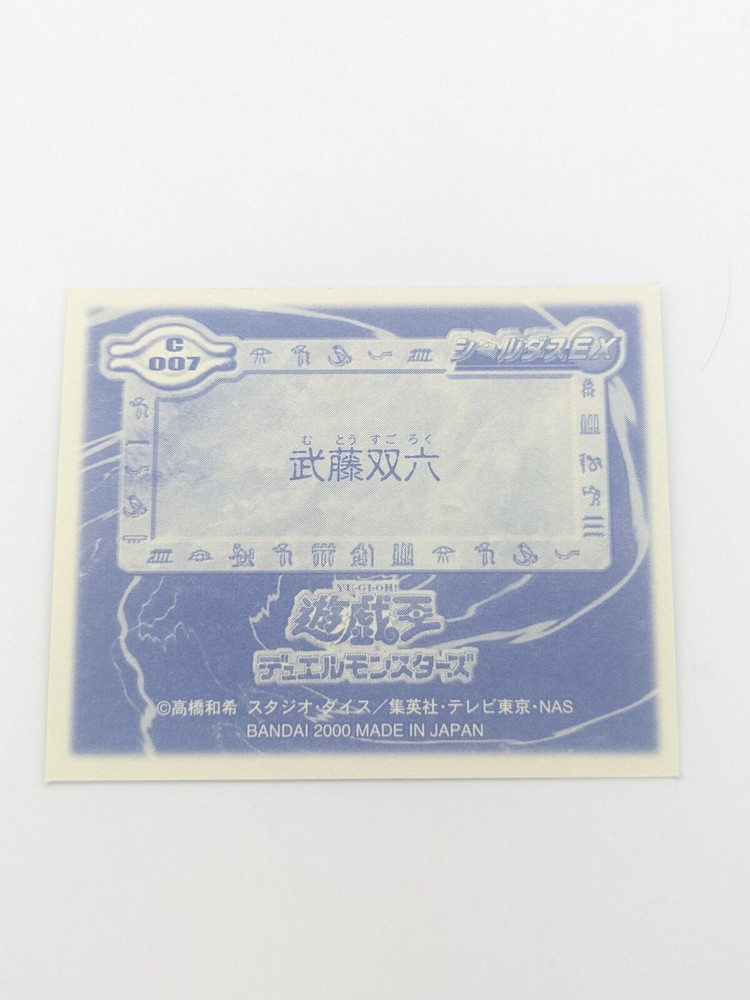 C
007
シールダスEX
む とう すご ろく
武藤双六
YU-GI-OH!
遊戯王
デュエルモンスターズ
©高橋和希 スタジオ・ダイス／集英社・テレビ東京・NAS
BANDAI 2000 MADE IN JAPAN